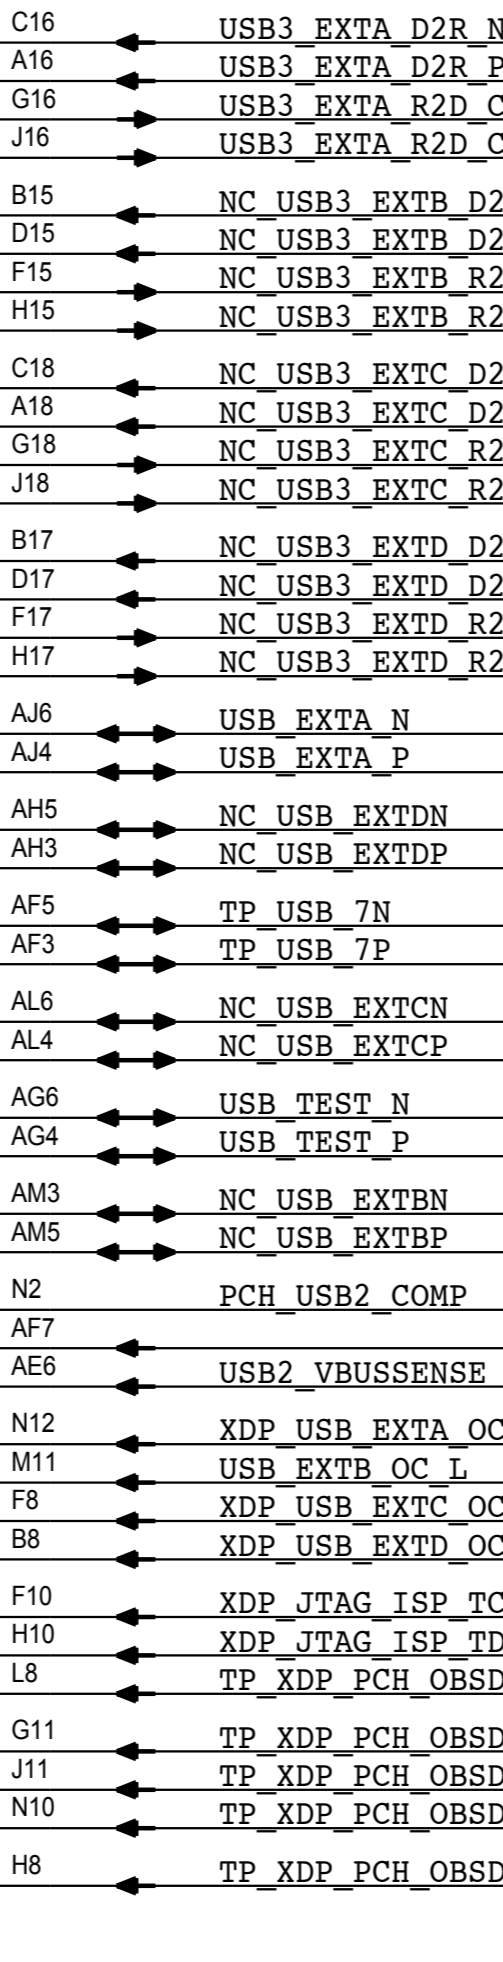 C16 USB3_EXTA_D2R_N
A16 USB3_EXTA_D2R_P
G16 USB3_EXTA_R2D_C
J16 USB3_EXTA_R2D_C
B15 NC_USB3_EXTB_D2
D15 NC_USB3_EXTB_D2
F15 NC_USB3_EXTB_R2
H15 NC_USB3_EXTB_R2
C18 NC_USB3_EXTC_D2
A18 NC_USB3_EXTC_D2
G18 NC_USB3_EXTC_R2
J18 NC_USB3_EXTC_R2
B17 NC_USB3_EXTD_D2
D17 NC_USB3_EXTD_D2
F17 NC_USB3_EXTD_R2
H17 NC_USB3_EXTD_R2
AJ6 USB_EXTA_N
AJ4 USB_EXTA_P
AH5 NC_USB_EXTDN
AH3 NC_USB_EXTDP
AF5 TP_USB_7N
AF3 TP_USB_7P
AL6 NC_USB_EXTCN
AL4 NC_USB_EXTCP
AG6 USB_TEST_N
AG4 USB_TEST_P
AM3 NC_USB_EXTBN
AM5 NC_USB_EXTBP
N2 PCH_USB2_COMP
AF7
AE6 USB2_VBUSSENSE
N12 XDP_USB_EXTA_OC
M11 USB_EXTB_OC_L
F8 XDP_USB_EXTC_OC
B8 XDP_USB_EXTD_OC
F10 XDP_JTAG_ISP_TC
H10 XDP_JTAG_ISP_TD
L8 TP_XDP_PCH_OBSD
G11 TP_XDP_PCH_OBSD
J11 TP_XDP_PCH_OBSD
N10 TP_XDP_PCH_OBSD
H8 TP_XDP_PCH_OBSD